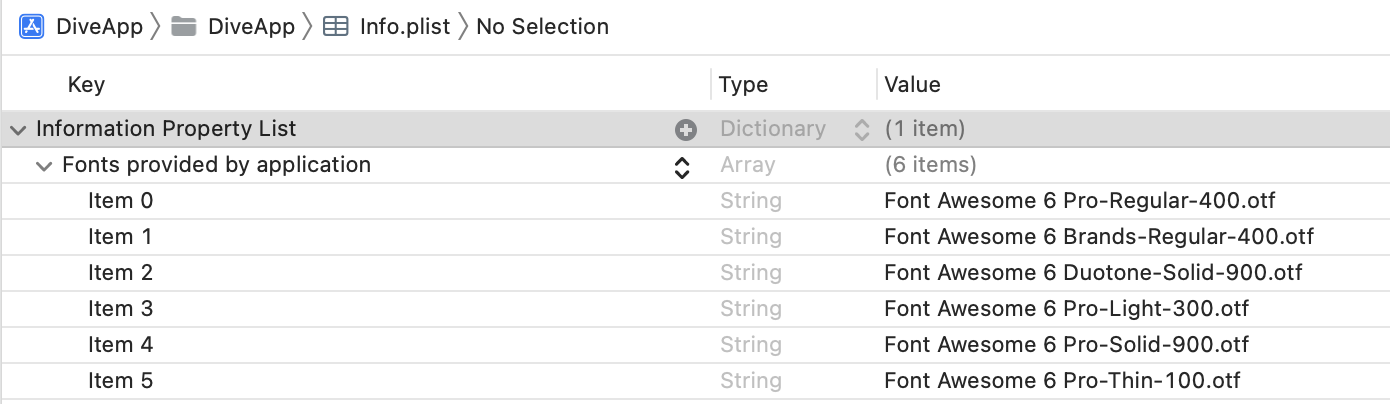 DiveApp DiveApp Info.plist No Selection
Key Type Value
Information Property List Dictionary (1 item)
Fonts provided by application Array (6 items)
Item 0 String Font Awesome 6 Pro-Regular-400.otf
Item 1 String Font Awesome 6 Brands-Regular-400.otf
Item 2 String Font Awesome 6 Duotone-Solid-900.otf
Item 3 String Font Awesome 6 Pro-Light-300.otf
Item 4 String Font Awesome 6 Pro-Solid-900.otf
Item 5 String Font Awesome 6 Pro-Thin-100.otf